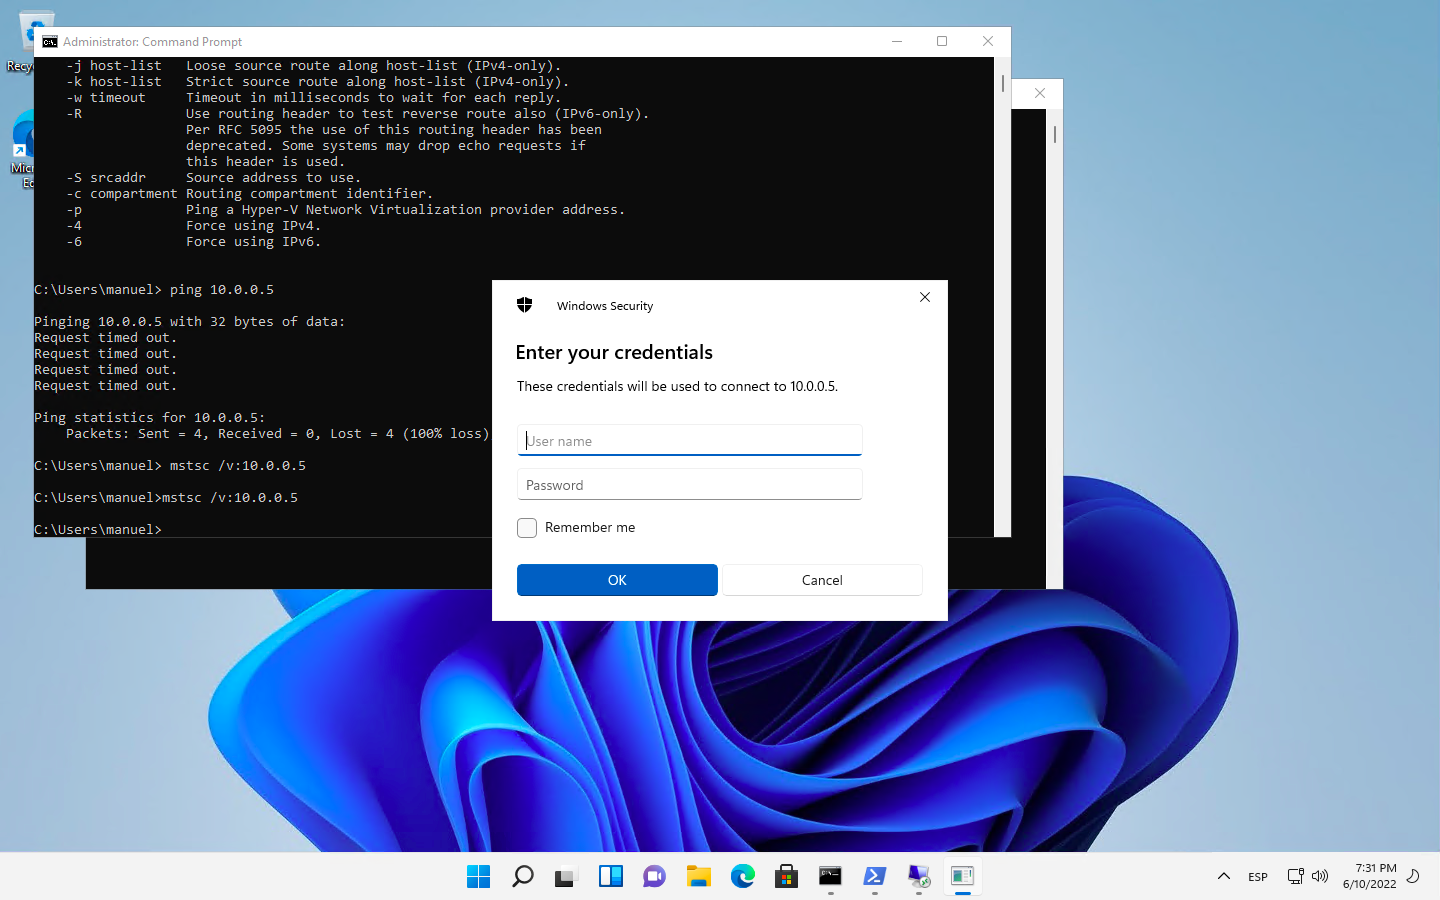 Recy
Micr
Ed
Administrator: Command Prompt
-j host-list   Loose source route along host-list (IPv4-only).
-k host-list   Strict source route along host-list (IPv4-only).
-w timeout     Timeout in milliseconds to wait for each reply.
-R             Use routing header to test reverse route also (IPv6-only).
Per RFC 5095 the use of this routing header has been
deprecated. Some systems may drop echo requests if
this header is used.
-S srcaddr     Source address to use.
-c compartment Routing compartment identifier.
-p             Ping a Hyper-V Network Virtualization provider address.
-4             Force using IPv4.
-6             Force using IPv6.
C:\Users\manuel> ping 10.0.0.5
Pinging 10.0.0.5 with 32 bytes of data:
Request timed out.
Request timed out.
Request timed out.
Request timed out.
Ping statistics for 10.0.0.5:
Packets: Sent = 4, Received = 0, Lost = 4 (100% loss)
C:\Users\manuel> mstsc /v:10.0.0.5
C:\Users\manuel>mstsc /v:10.0.0.5
C:\Users\manuel>
Windows Security
Enter your credentials
These credentials will be used to connect to 10.0.0.5.
User name
Password
Remember me
OK
Cancel
ESP
7:31 PM
6/10/2022